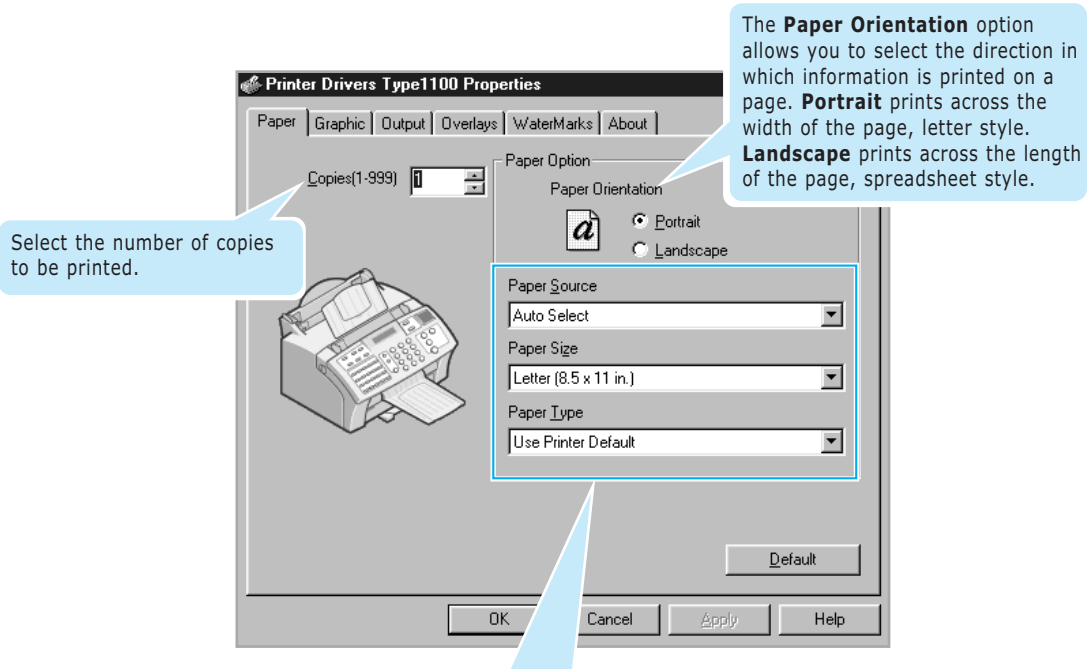 The Paper Orientation option
allows you to select the direction in
which information is printed on a
page. Portrait prints across the
width of the page, letter style.
Landscape prints across the length
of the page, spreadsheet style.
Printer Drivers Type1100 Properties
Paper Graphic Output Overlays WaterMarks About
Copies(1-999) 1
Paper Option
Paper Orientation
a
Portrait
Landscape
Select the number of copies
to be printed.
Paper Source
Auto Select
Paper Size
Letter (8.5 x 11 in.)
Paper Type
Use Printer Default
Default
OK Cancel Apply Help